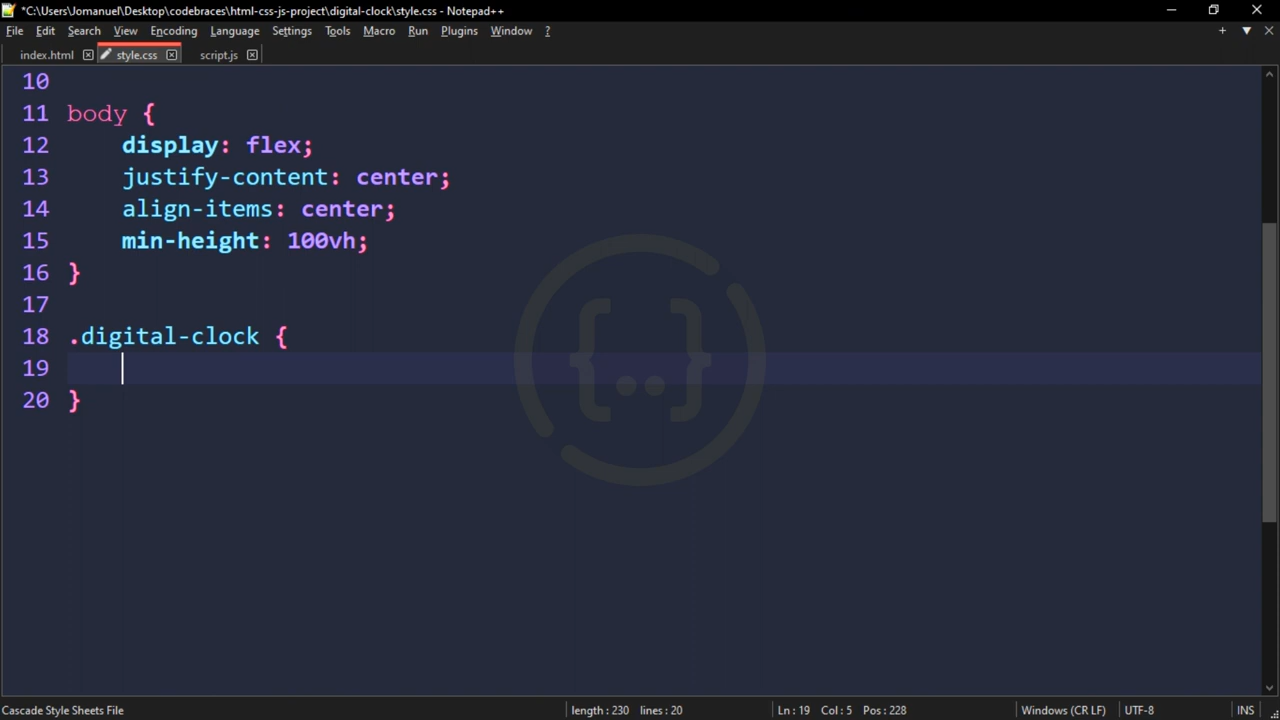 *C:\Users\Jomanuel\Desktop\codebraces\html-css-js-project\digital-clock\style.css - Notepad++
File Edit Search View Encoding Language Settings Tools Macro Run Plugins Window ?
index.html style.css script.js
10
11 body {
12 display: flex;
13 justify-content: center;
14 align-items: center;
15 min-height: 100vh;
16 }
17
18 .digital-clock {
19
20 }
Cascade Style Sheets File length : 230 lines : 20 Ln : 19 Col : 5 Pos : 228 Windows (CR LF) UTF-8 INS